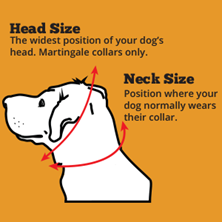 Head Size
The widest position of your dog's
head. Martingale collars only.
Neck Size
Position where your
dog normally wears
their collar.